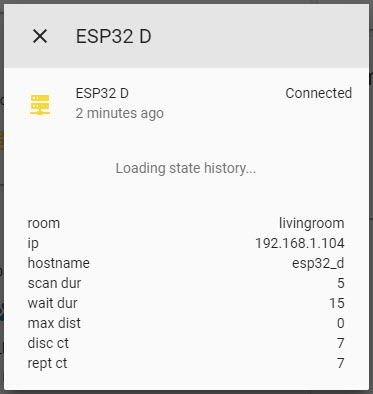 ESP32 D
ESP32 D Connected
2 minutes ago
Loading state history...
room livingroom
ip 192.168.1.104
hostname esp32_d
scan dur 5
wait dur 15
max dist 0
disc ct 7
rept ct 7